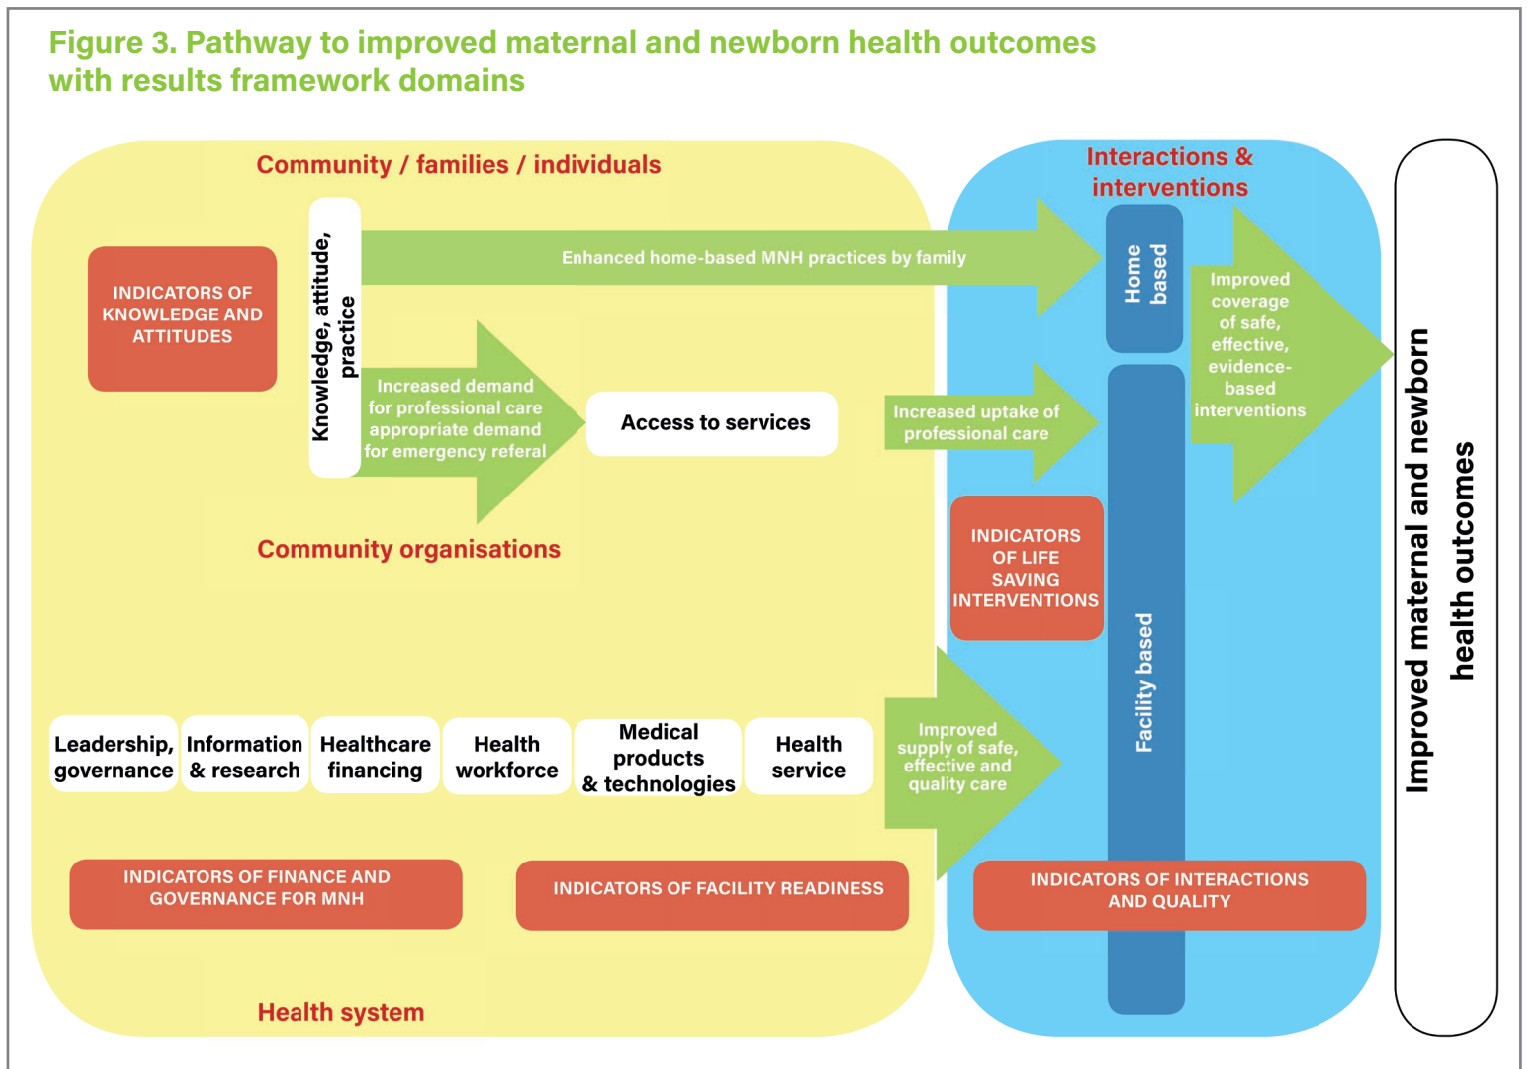 Figure 3. Pathway to improved maternal and newborn health outcomes
with results framework domains
Community / families / individuals
INDICATORS OF
KNOWLEDGE AND
ATTITUDES
Knowledge, attitude,
practice
Enhanced home-based MNH practices by family
Increased demand
for professional care
appropriate demand
for emergency referal
Access to services
Increased uptake of
professional care
Community organisations
Leadership,
governance
Information
& research
Healthcare
financing
Health
workforce
Medical
products
& technologies
Health
service
Improved
supply of safe,
effective and
quality care
INDICATORS OF FINANCE AND
GOVERNANCE FOR MNH
INDICATORS OF FACILITY READINESS
Health system
Interactions &
interventions
Home
based
Improved
coverage
of safe,
effective,
evidence-
based
interventions
INDICATORS
OF LIFE
SAVING
INTERVENTIONS
Facility based
INDICATORS OF INTERACTIONS
AND QUALITY
Improved maternal and newborn
health outcomes